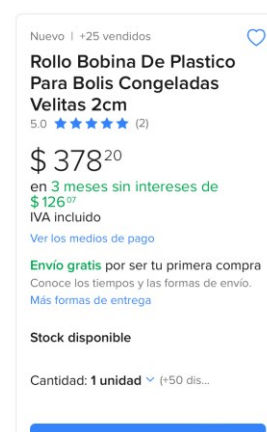 Nuevo | +25 vendidos
Rollo Bobina De Plastico
Para Bolis Congeladas
Velitas 2cm
5.0 ★★★★★ (2)
$ 378 20
en 3 meses sin intereses de
$ 126 07
IVA incluido
Ver los medios de pago
Envío gratis por ser tu primera compra
Conoce los tiempos y las formas de envío.
Más formas de entrega
Stock disponible
Cantidad: 1 unidad (+50 dis...